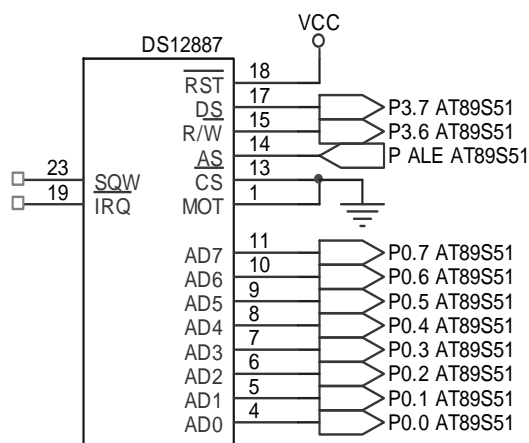 VCC
DS12887
RST 18
DS 17 P3.7 AT89S51
R/W 15 P3.6 AT89S51
AS 14 P ALE AT89S51
23 SQW CS 13
19 IRQ MOT 1
AD7 11 P0.7 AT89S51
AD6 10 P0.6 AT89S51
AD5 9 P0.5 AT89S51
AD4 8 P0.4 AT89S51
AD3 7 P0.3 AT89S51
AD2 6 P0.2 AT89S51
AD1 5 P0.1 AT89S51
AD0 4 P0.0 AT89S51